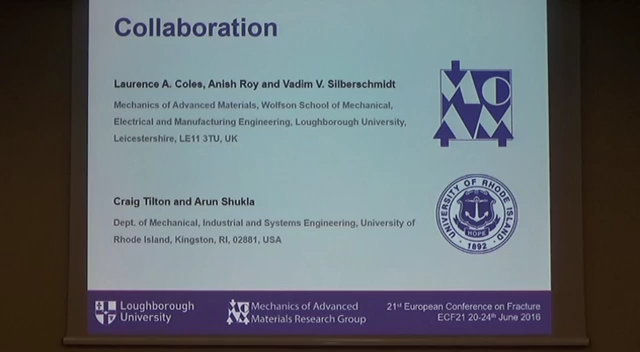 Collaboration
Laurence A. Coles, Anish Roy and Vadim V. Silberschmidt
Mechanics of Advanced Materials, Wolfson School of Mechanical,
Electrical and Manufacturing Engineering, Loughborough University,
Leicestershire, LE11 3TU, UK
MO
AM
Craig Tilton and Arun Shukla
Dept. of Mechanical, Industrial and Systems Engineering, University of
Rhode Island, Kingston, RI, 02881, USA
UNIVERSITY OF RHODE ISLAND
HOPE
1892
Loughborough
University
Mechanics of Advanced
Materials Research Group
21st European Conference on Fracture
ECF21 20-24th June 2016